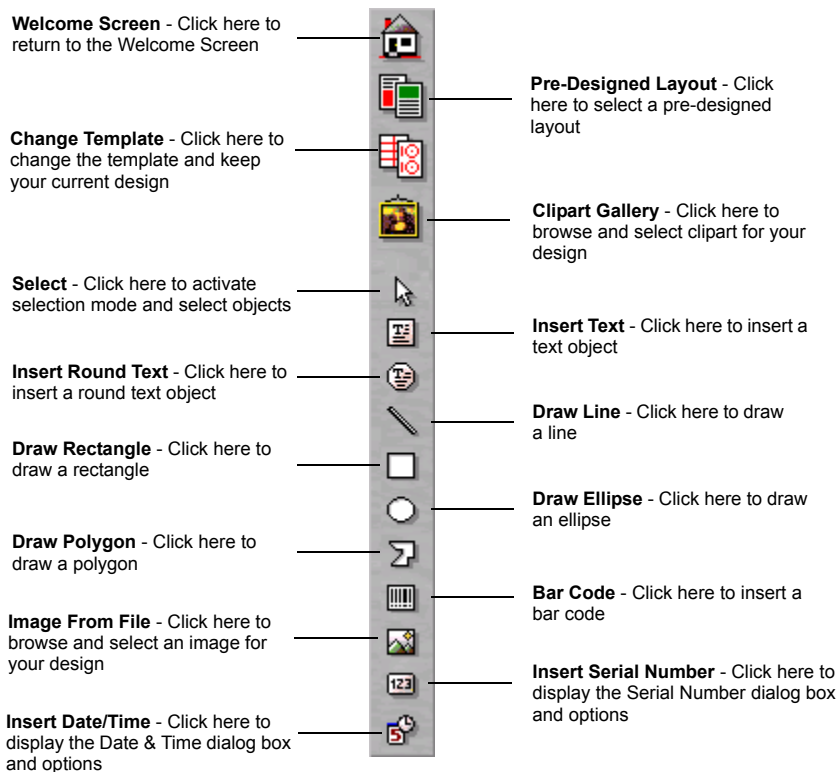 Welcome Screen - Click here to
return to the Welcome Screen
Pre-Designed Layout - Click
here to select a pre-designed
layout
Change Template - Click here to
change the template and keep
your current design
Clipart Gallery - Click here to
browse and select clipart for your
design
Select - Click here to activate
selection mode and select objects
Insert Text - Click here to insert a
text object
Insert Round Text - Click here to
insert a round text object
Draw Line - Click here to draw
a line
Draw Rectangle - Click here to
draw a rectangle
Draw Ellipse - Click here to draw
an ellipse
Draw Polygon - Click here to
draw a polygon
Bar Code - Click here to insert a
bar code
Image From File - Click here to
browse and select an image for
your design
Insert Serial Number - Click here to
display the Serial Number dialog box
and options
123
Insert Date/Time - Click here to
display the Date & Time dialog box
and options
5
T
T